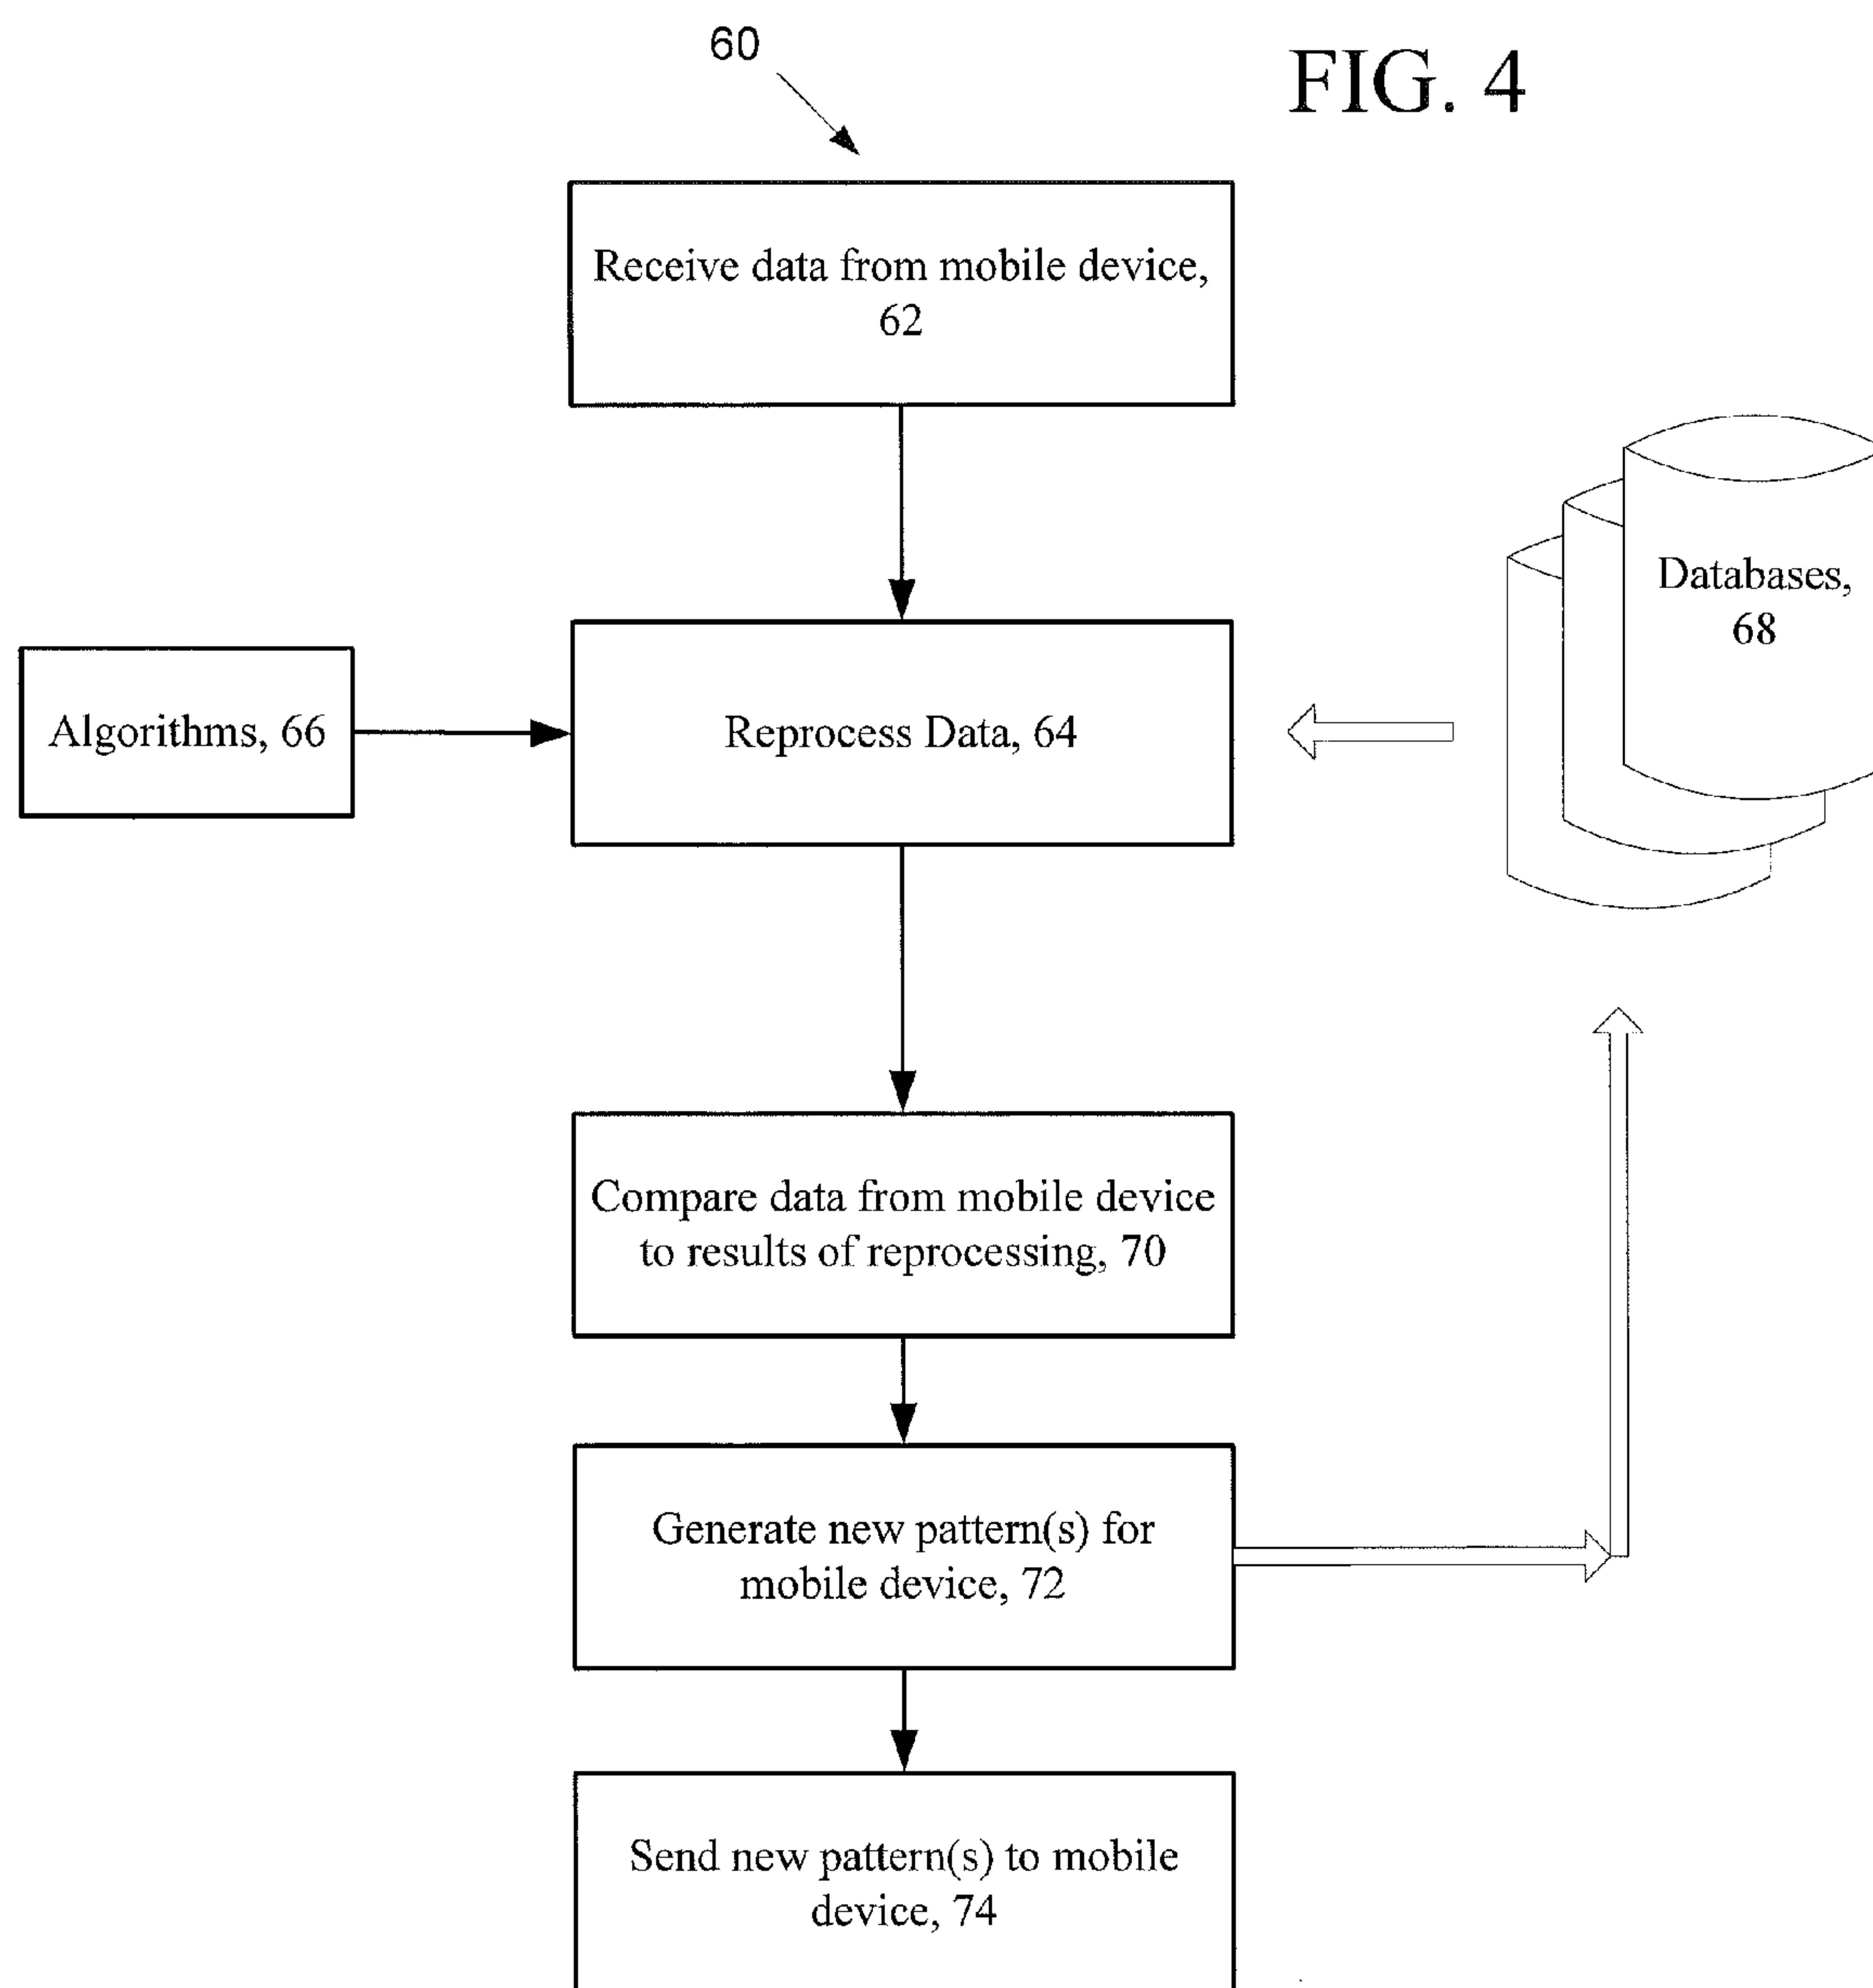 60
FIG. 4
Receive data from mobile device,
62
Databases,
68
Algorithms, 66
Reprocess Data, 64
Compare data from mobile device
to results of reprocessing, 70
Generate new pattern(s) for
mobile device, 72
Send new pattern(s) to mobile
device, 74